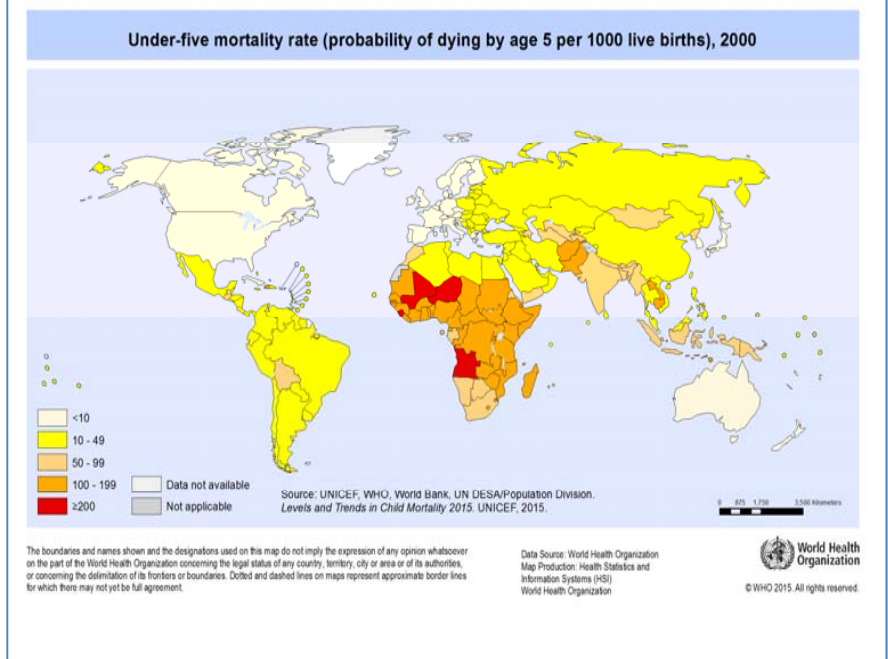 Under-five mortality rate (probability of dying by age 5 per 1000 live births), 2000
<10
10 - 49
50 - 99
100 - 199
≥200
Data not available
Not applicable
Source: UNICEF, WHO, World Bank, UN DESA/Population Division.
Levels and Trends in Child Mortality 2015. UNICEF, 2015.
0 875 1,750 3,500 Kilometers
The boundaries and names shown and the designations used on this map do not imply the expression of any opinion whatsoever
on the part of the World Health Organization concerning the legal status of any country, territory, city or area or of its authorities,
or concerning the delimitation of its frontiers or boundaries. Dotted and dashed lines on maps represent approximate border lines
for which there may not yet be full agreement.
Data Source: World Health Organization
Map Production: Health Statistics and
Information Systems (HSI)
World Health Organization
World Health
Organization
© WHO 2015. All rights reserved.